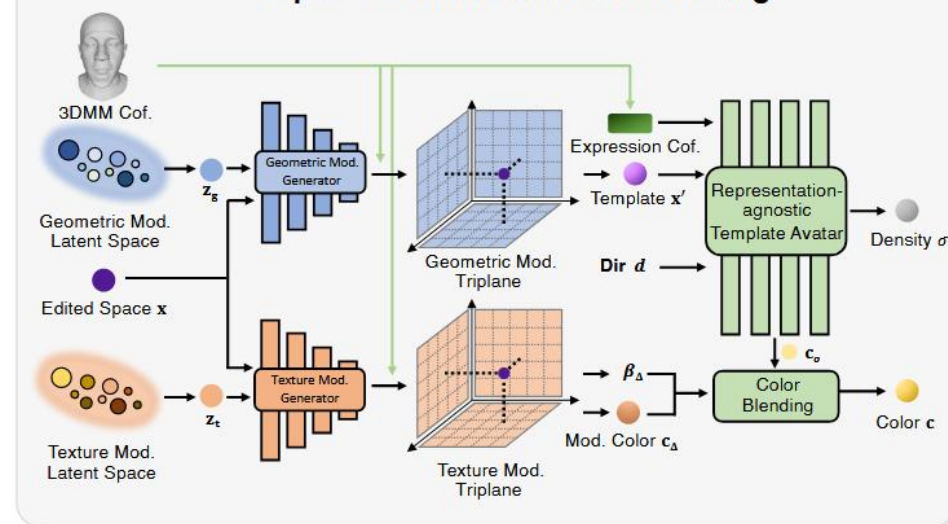 3DMM Cof.
Geometric Mod.
Generator
z_g
Geometric Mod.
Latent Space
Edited Space x
Geometric Mod.
Triplane
Expression Cof.
Template x′
Dir d
Representation-
agnostic
Template Avatar
Density σ
Texture Mod.
Generator
z_t
Texture Mod.
Latent Space
Texture Mod.
Triplane
β_Δ
Mod. Color c_Δ
c_o
Color
Blending
Color c